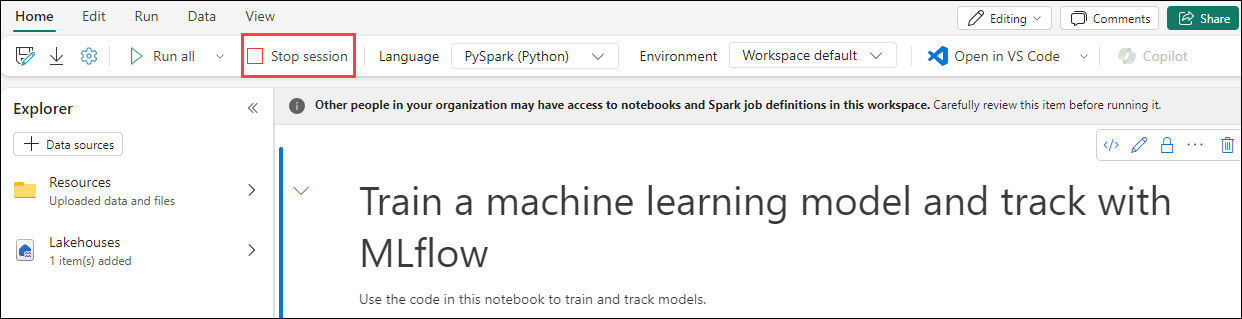 Home Edit Run Data View Editing Comments Share
Run all Stop session Language PySpark (Python) Environment Workspace default Open in VS Code Copilot
Explorer
Data sources
Resources
Uploaded data and files
Lakehouses
1 item(s) added
Other people in your organization may have access to notebooks and Spark job definitions in this workspace. Carefully review this item before running it.
Train a machine learning model and track with
MLflow
Use the code in this notebook to train and track models.